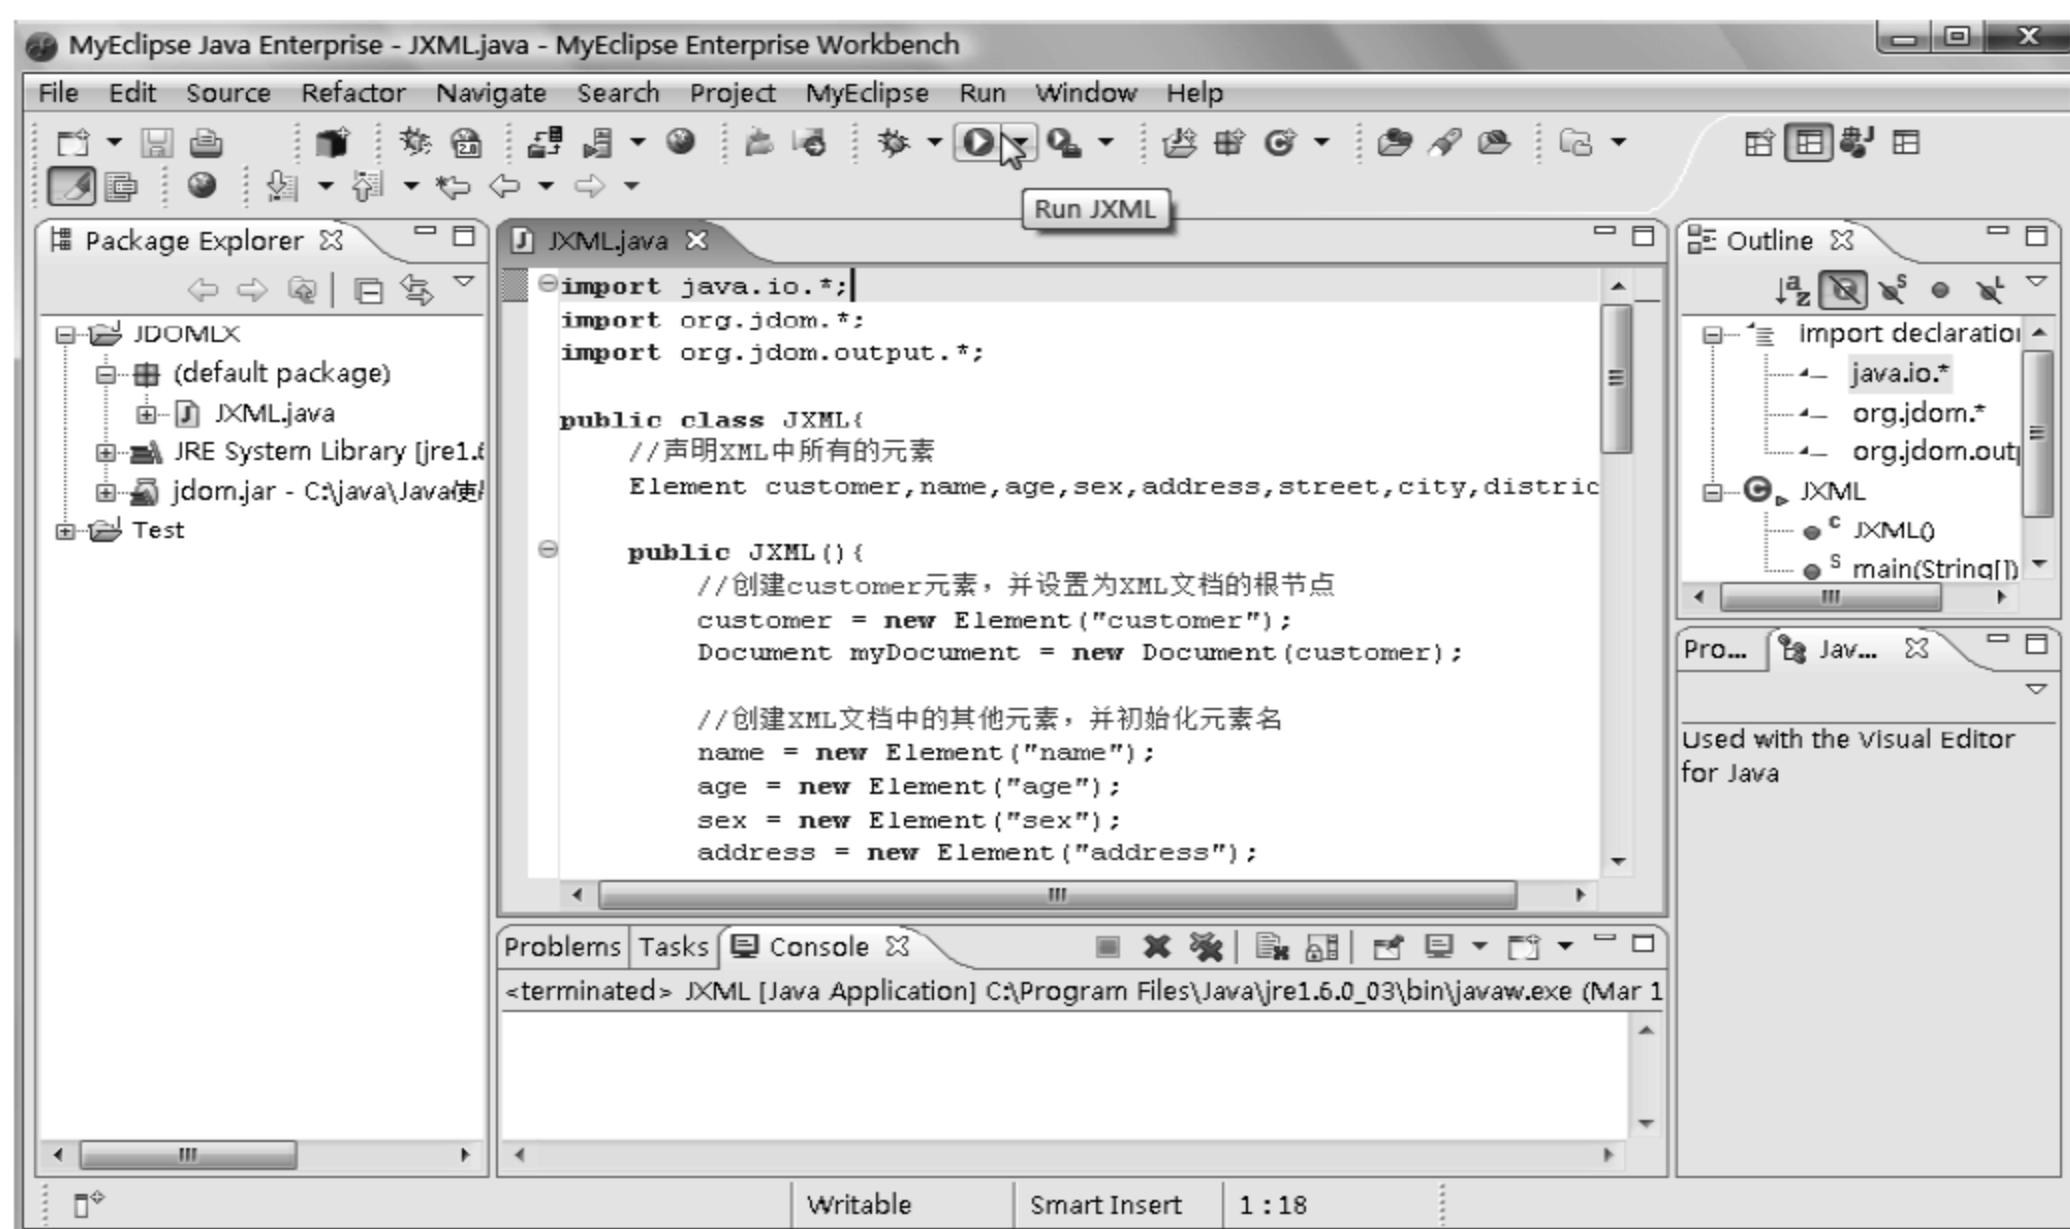 MyEclipse Java Enterprise - JXML.java - MyEclipse Enterprise Workbench
File Edit Source Refactor Navigate Search Project MyEclipse Run Window Help
Run JXML
Package Explorer
JDOMLX
(default package)
JXML.java
JRE System Library [jre1.6
jdom.jar - C:\java\Java使
Test
JXML.java
import java.io.*;
import org.jdom.*;
import org.jdom.output.*;
public class JXML{
//声明XML中所有的元素
Element customer,name,age,sex,address,street,city,distric
public JXML(){
//创建customer元素，并设置为XML文档的根节点
customer = new Element("customer");
Document myDocument = new Document(customer);
//创建XML文档中的其他元素，并初始化元素名
name = new Element("name");
age = new Element("age");
sex = new Element("sex");
address = new Element("address");
Outline
import declaration
java.io.*
org.jdom.*
org.jdom.outp
JXML
JXML()
main(String[])
Pro... Jav...
Used with the Visual Editor
for Java
Problems Tasks Console
<terminated> JXML [Java Application] C:\Program Files\Java\jre1.6.0_03\bin\javaw.exe (Mar 1
Writable Smart Insert 1 : 18